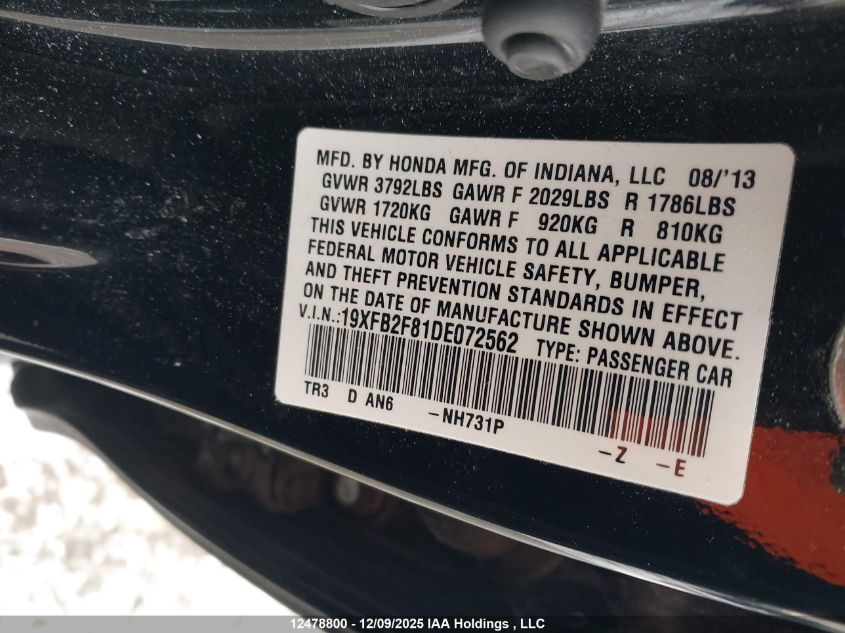 MFD. BY HONDA MFG. OF INDIANA, LLC 08/'13
GVWR 3792LBS GAWR F 2029LBS R 1786LBS
GVWR 1720KG GAWR F 920KG R 810KG
THIS VEHICLE CONFORMS TO ALL APPLICABLE
FEDERAL MOTOR VEHICLE SAFETY, BUMPER,
AND THEFT PREVENTION STANDARDS IN EFFECT
ON THE DATE OF MANUFACTURE SHOWN ABOVE.
V.I.N.:19XFB2F81DE072562 TYPE: PASSENGER CAR
TR3 D AN6 -NH731P -Z -E
12478800 - 12/09/2025 IAA Holdings , LLC